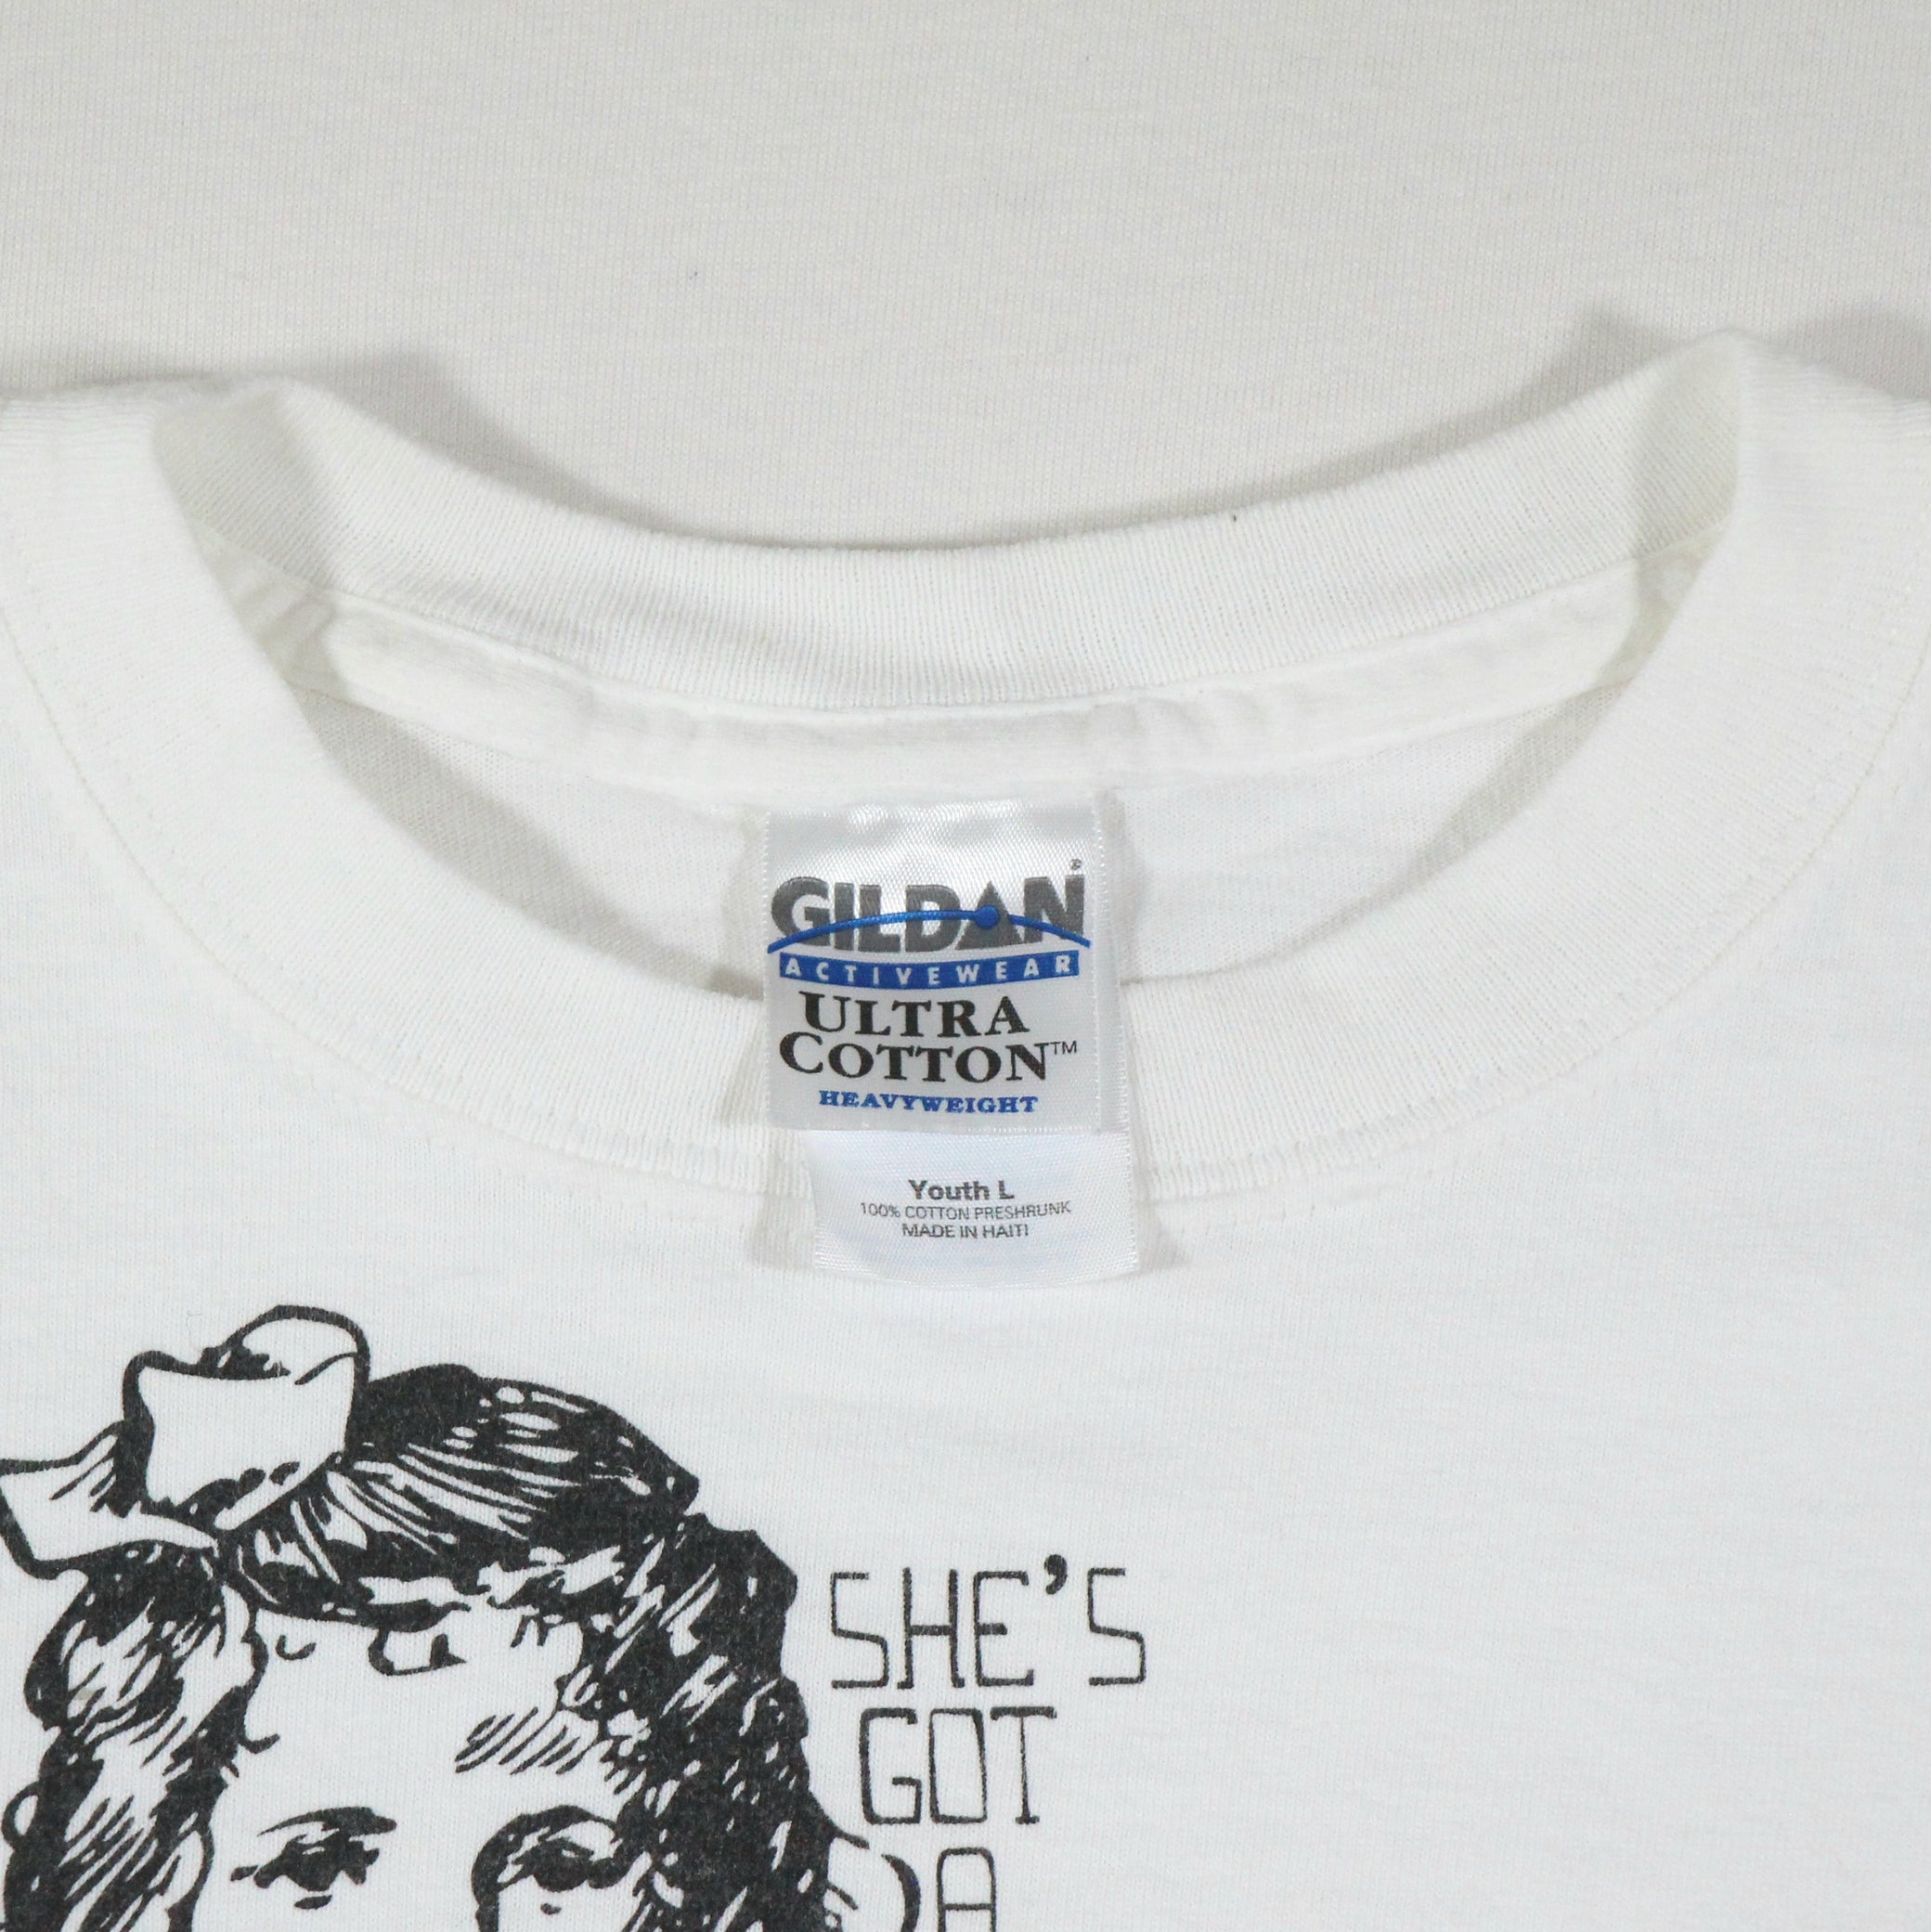 GILDAN®
ACTIVEWEAR
ULTRA
COTTON™
HEAVYWEIGHT
Youth L
100% COTTON PRESHRUNK
MADE IN HAITI
SHE'S
GOT
A